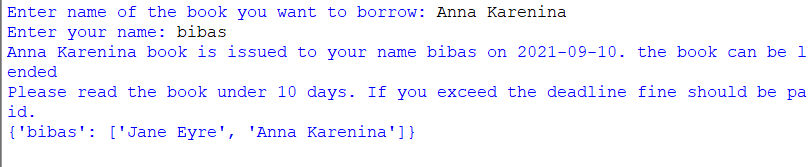 Enter name of the book you want to borrow: Anna Karenina
Enter your name: bibas
Anna Karenina book is issued to your name bibas on 2021-09-10. the book can be l
ended
Please read the book under 10 days. If you exceed the deadline fine should be pa
id.
{'bibas': ['Jane Eyre', 'Anna Karenina']}